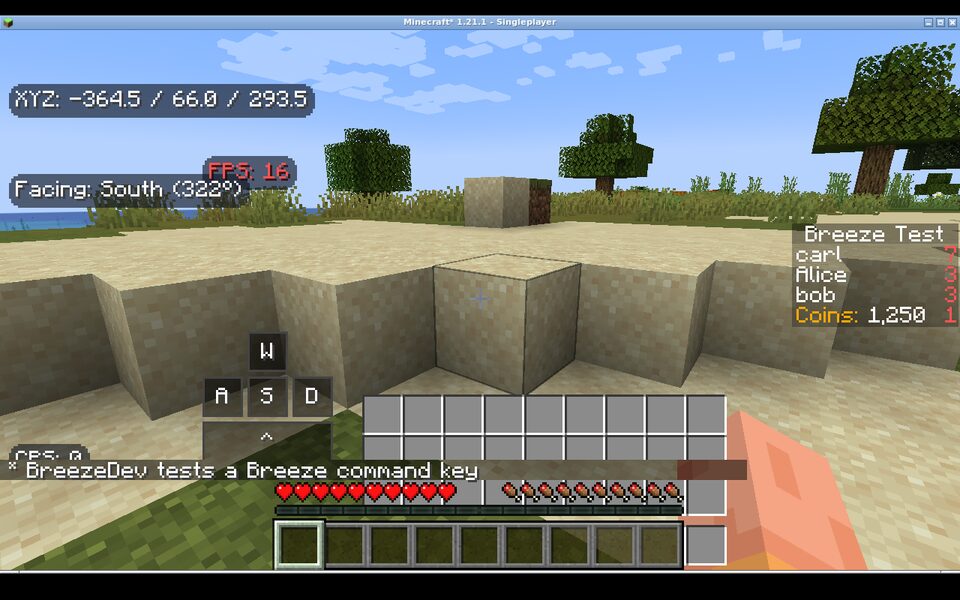 Minecraft* 1.21.1 - Singleplayer
XYZ: -364.5 / 66.0 / 293.5
FPS: 16
Facing: South (322°)
Breeze Test
carl 7
Alice 3
bob 3
Coins: 1,250 1
W
A S D
^
CPS: 0
* BreezeDev tests a Breeze command key